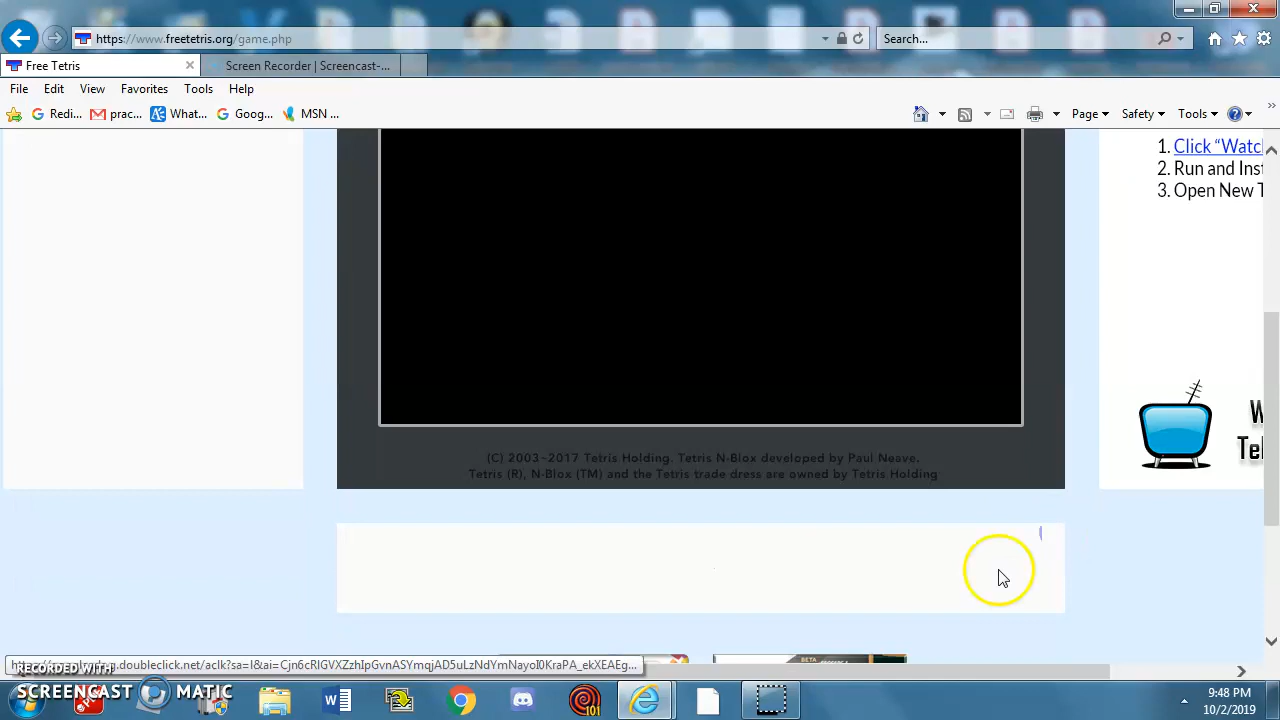 https://www.freetetris.org/game.php
Search...
Free Tetris
Screen Recorder | Screencast-...
File Edit View Favorites Tools Help
Redi... prac... What... Goog... MSN ...
Page Safety Tools
1. Click “Watc
2. Run and Inst
3. Open New T
W
Tel
(C) 2003-2017 Tetris Holding. Tetris N-Blox developed by Paul Neave.
Tetris (R), N-Blox (TM) and the Tetris trade dress are owned by Tetris Holding
BETA
RECORDED WITH
SCREENCAST MATIC
101
9:48 PM
10/2/2019